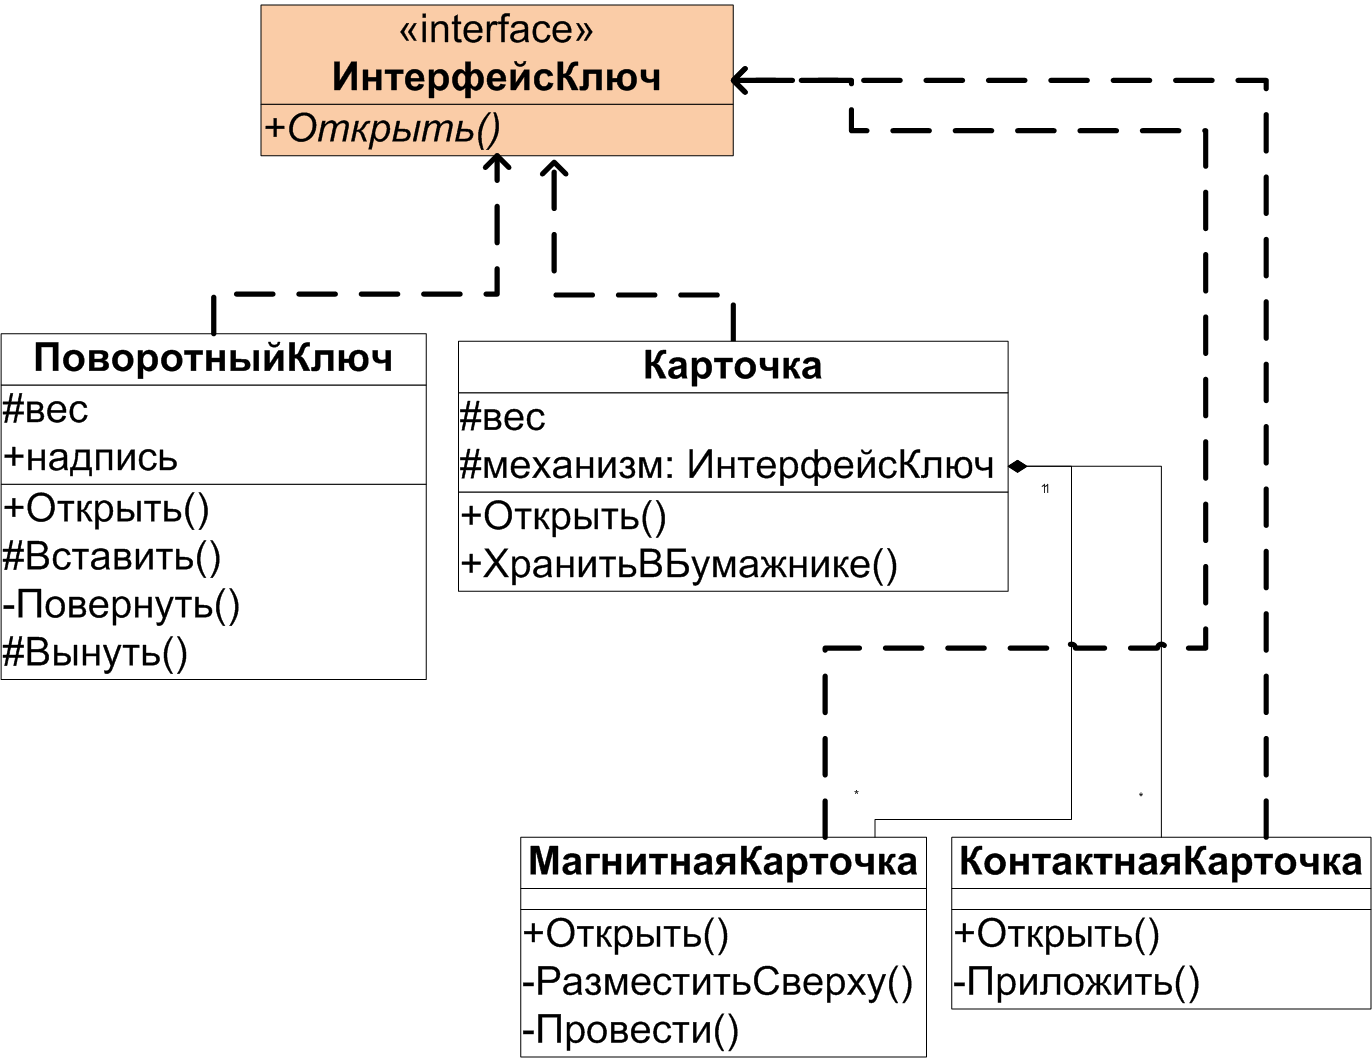 «interface»
ИнтерфейсКлюч
+Открыть()
ПоворотныйКлюч
#вес
+надпись
+Открыть()
#Вставить()
-Повернуть()
#Вынуть()
Карточка
#вес
#механизм: ИнтерфейсКлюч
+Открыть()
+ХранитьВБумажнике()
11
*
*
МагнитнаяКарточка
+Открыть()
-РазместитьСверху()
-Провести()
КонтактнаяКарточка
+Открыть()
-Приложить()